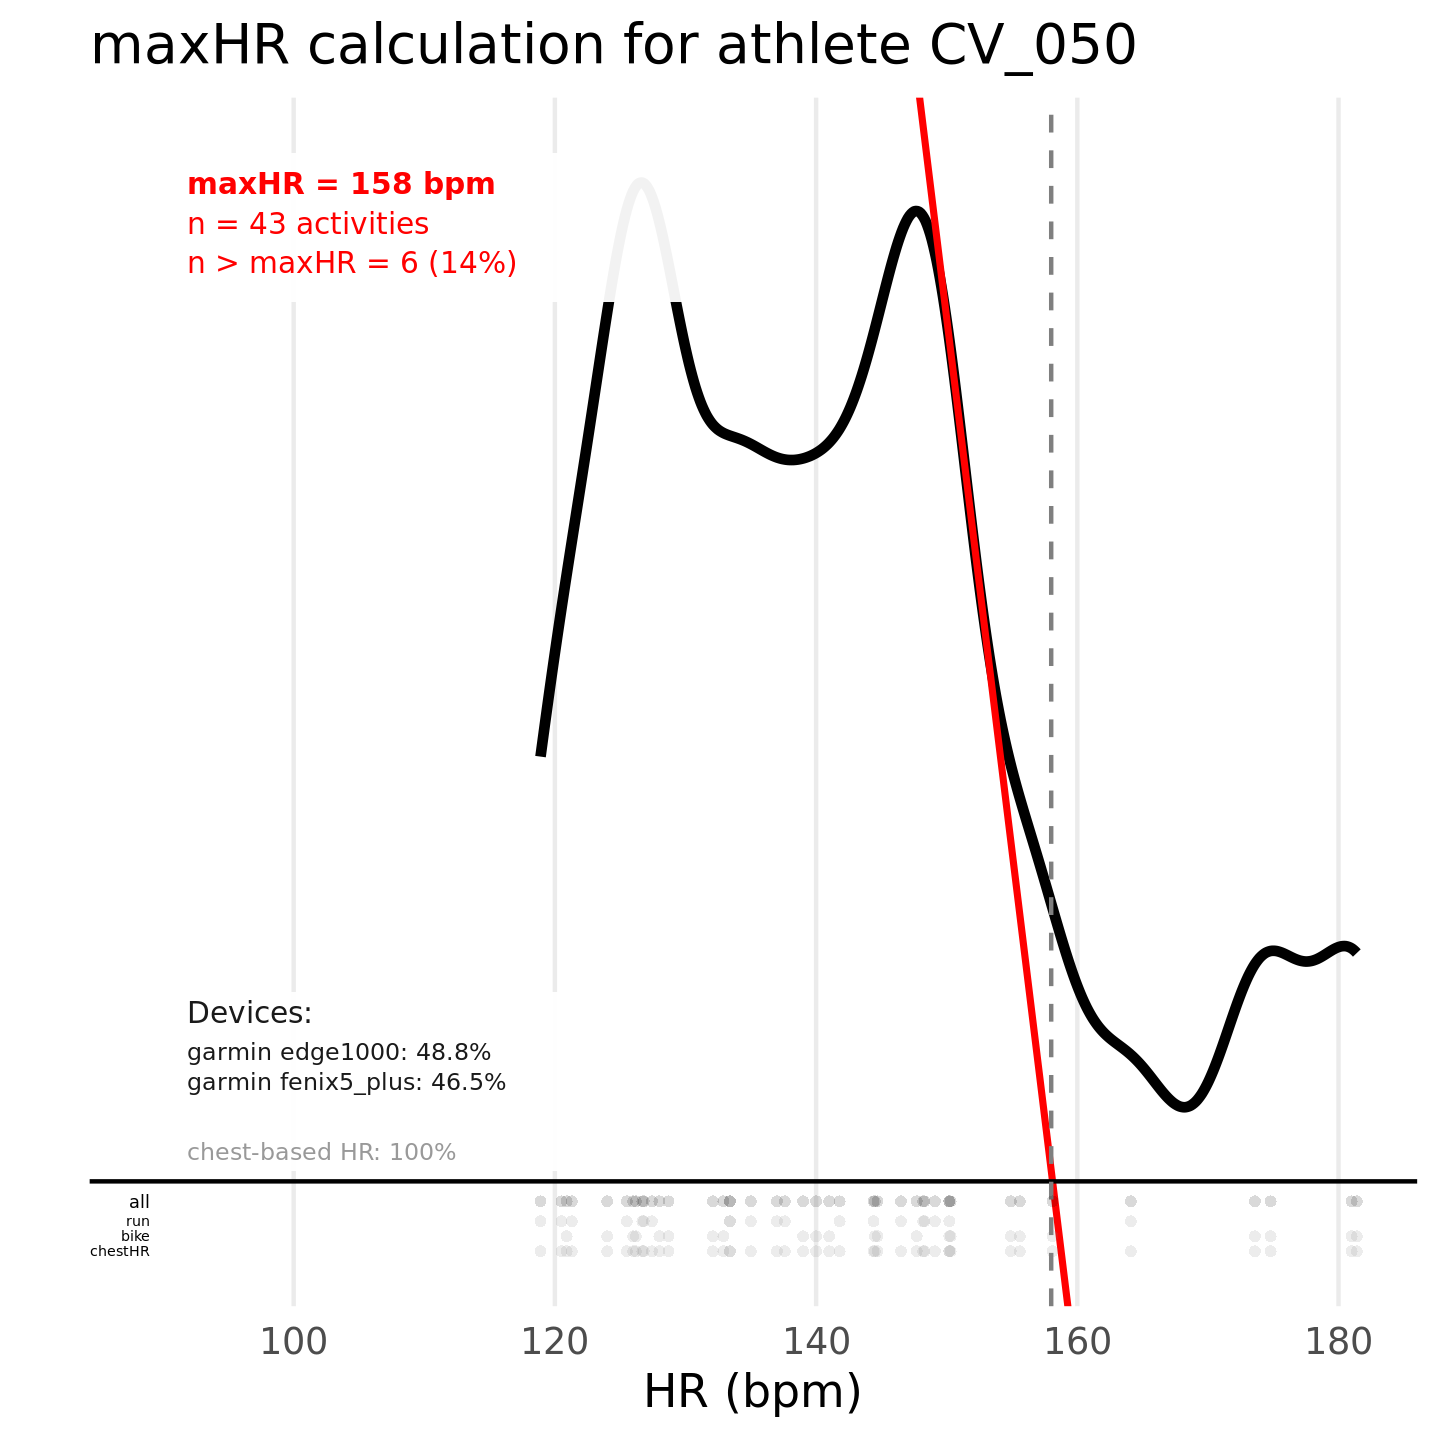 maxHR calculation for athlete CV_050
maxHR = 158 bpm
n = 43 activities
n > maxHR = 6 (14%)
Devices:
garmin edge1000: 48.8%
garmin fenix5_plus: 46.5%
chest-based HR: 100%
all
run
bike
chestHR
100 120 140 160 180
HR (bpm)